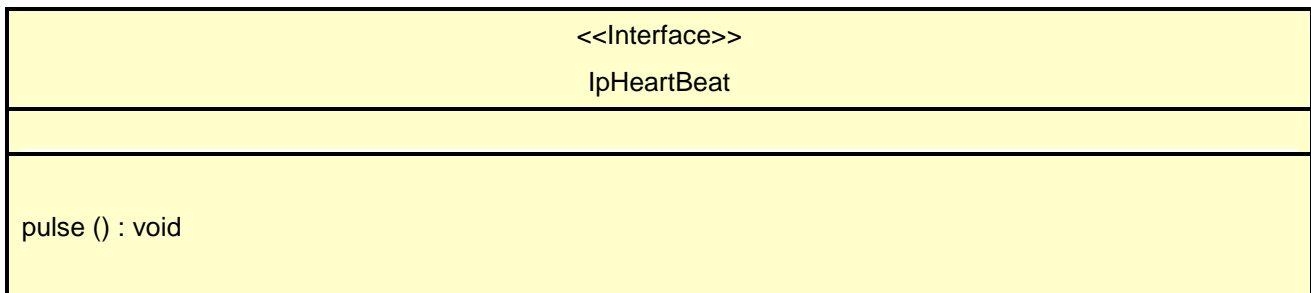 <<Interface>>
IpHeartBeat
pulse () : void